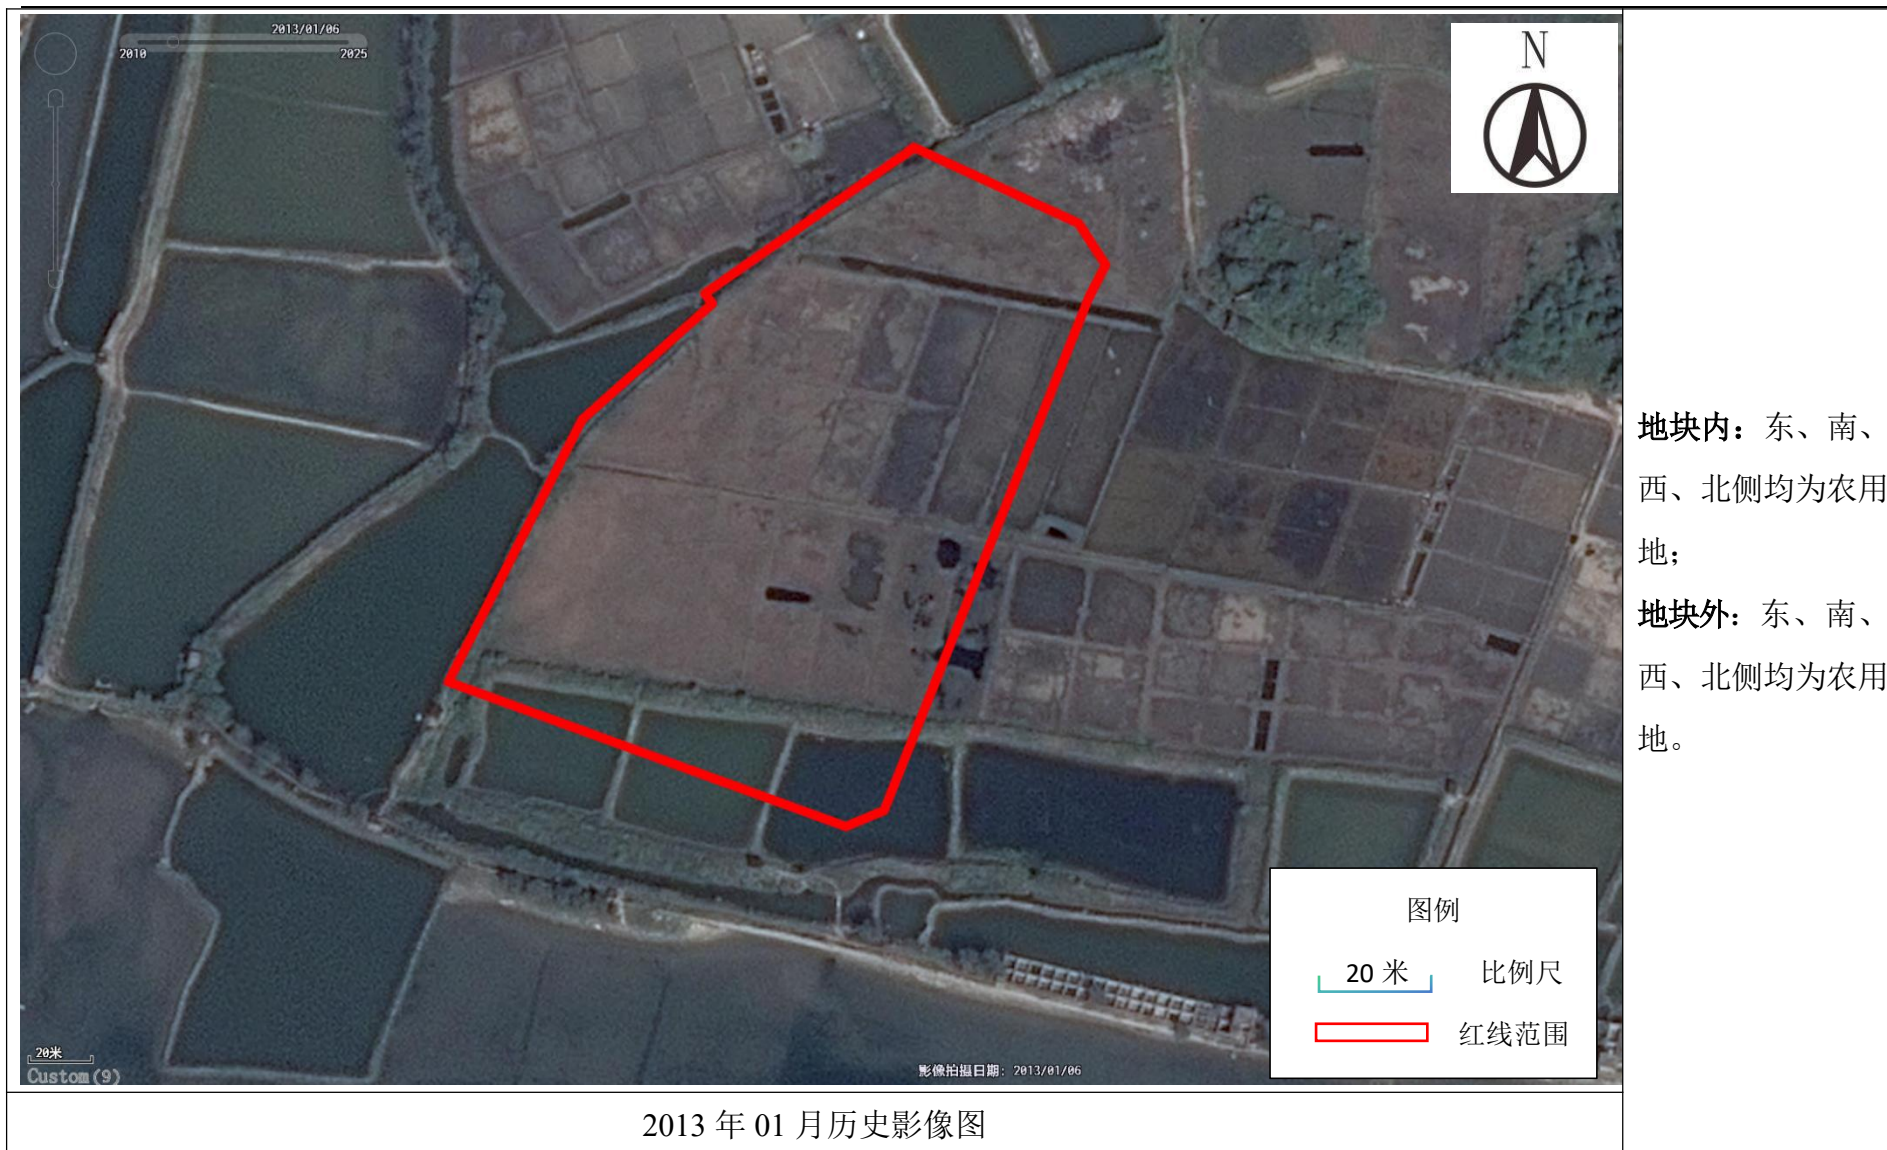 2013/01/06
2010
2025
N
地块内：东、南、
西、北侧均为农用
地；
地块外：东、南、
西、北侧均为农用
地。
图例
20 米
比例尺
红线范围
20米
Custom(9)
影像拍摄日期: 2013/01/06
2013 年 01 月历史影像图